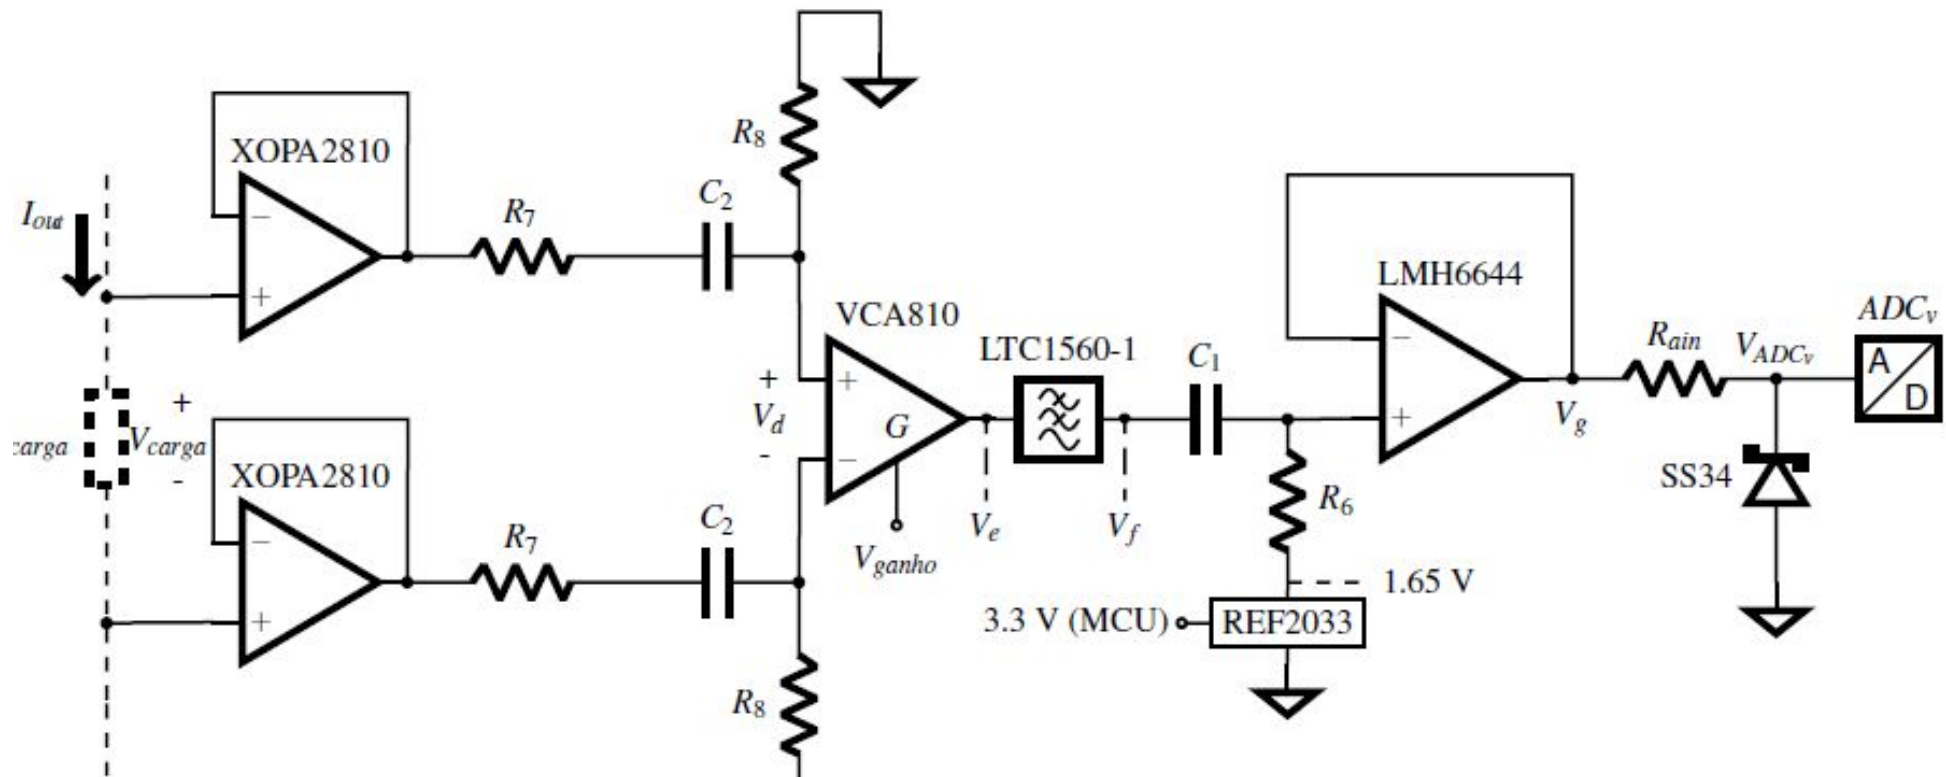 R8
XOPA2810
Iout
R7
C2
+
Vcarga
-
carga
XOPA2810
R7
C2
R8
VCA810
+
Vd
-
G
Vganho
LTC1560-1
Ve
Vf
C1
R6
1.65 V
3.3 V (MCU)
REF2033
LMH6644
Vg
Rain
VADCv
SS34
ADCv
A
D